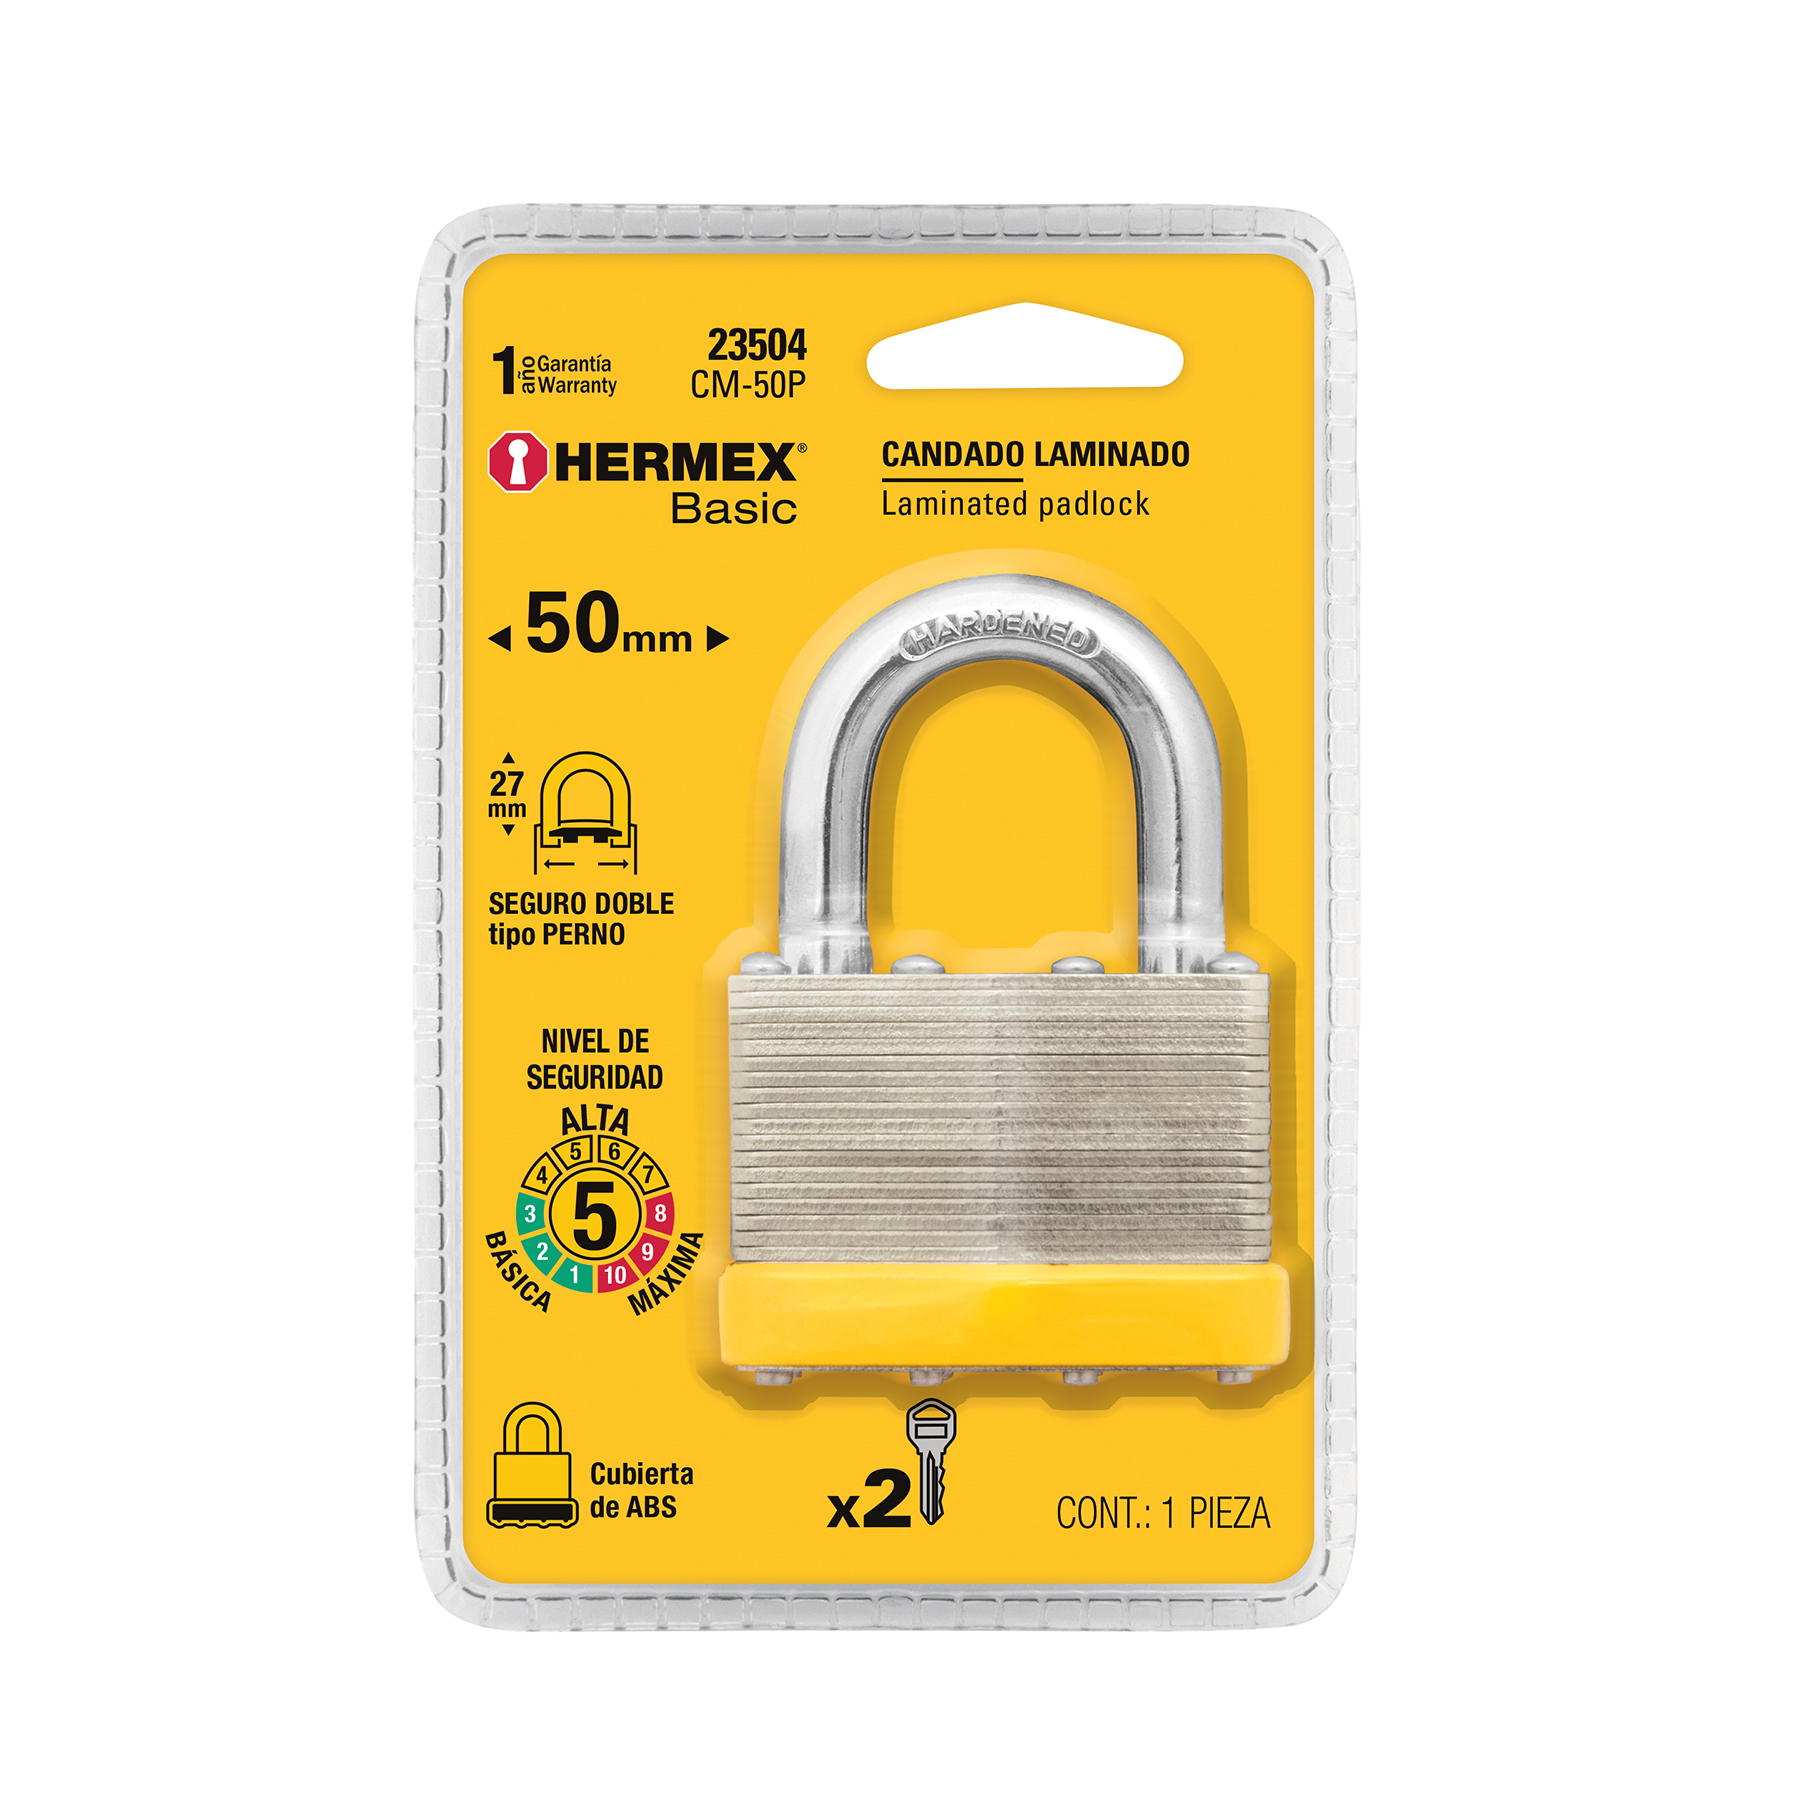 1 año Garantía
Warranty
23504
CM-50P
HERMEX®
Basic
CANDADO LAMINADO
Laminated padlock
50mm
HARDENED
27
mm
SEGURO DOBLE
tipo PERNO
NIVEL DE
SEGURIDAD
ALTA
4 5 6 7
3 5 8
2 9
1 10
BÁSICA
MÁXIMA
Cubierta
de ABS
x2
CONT.: 1 PIEZA